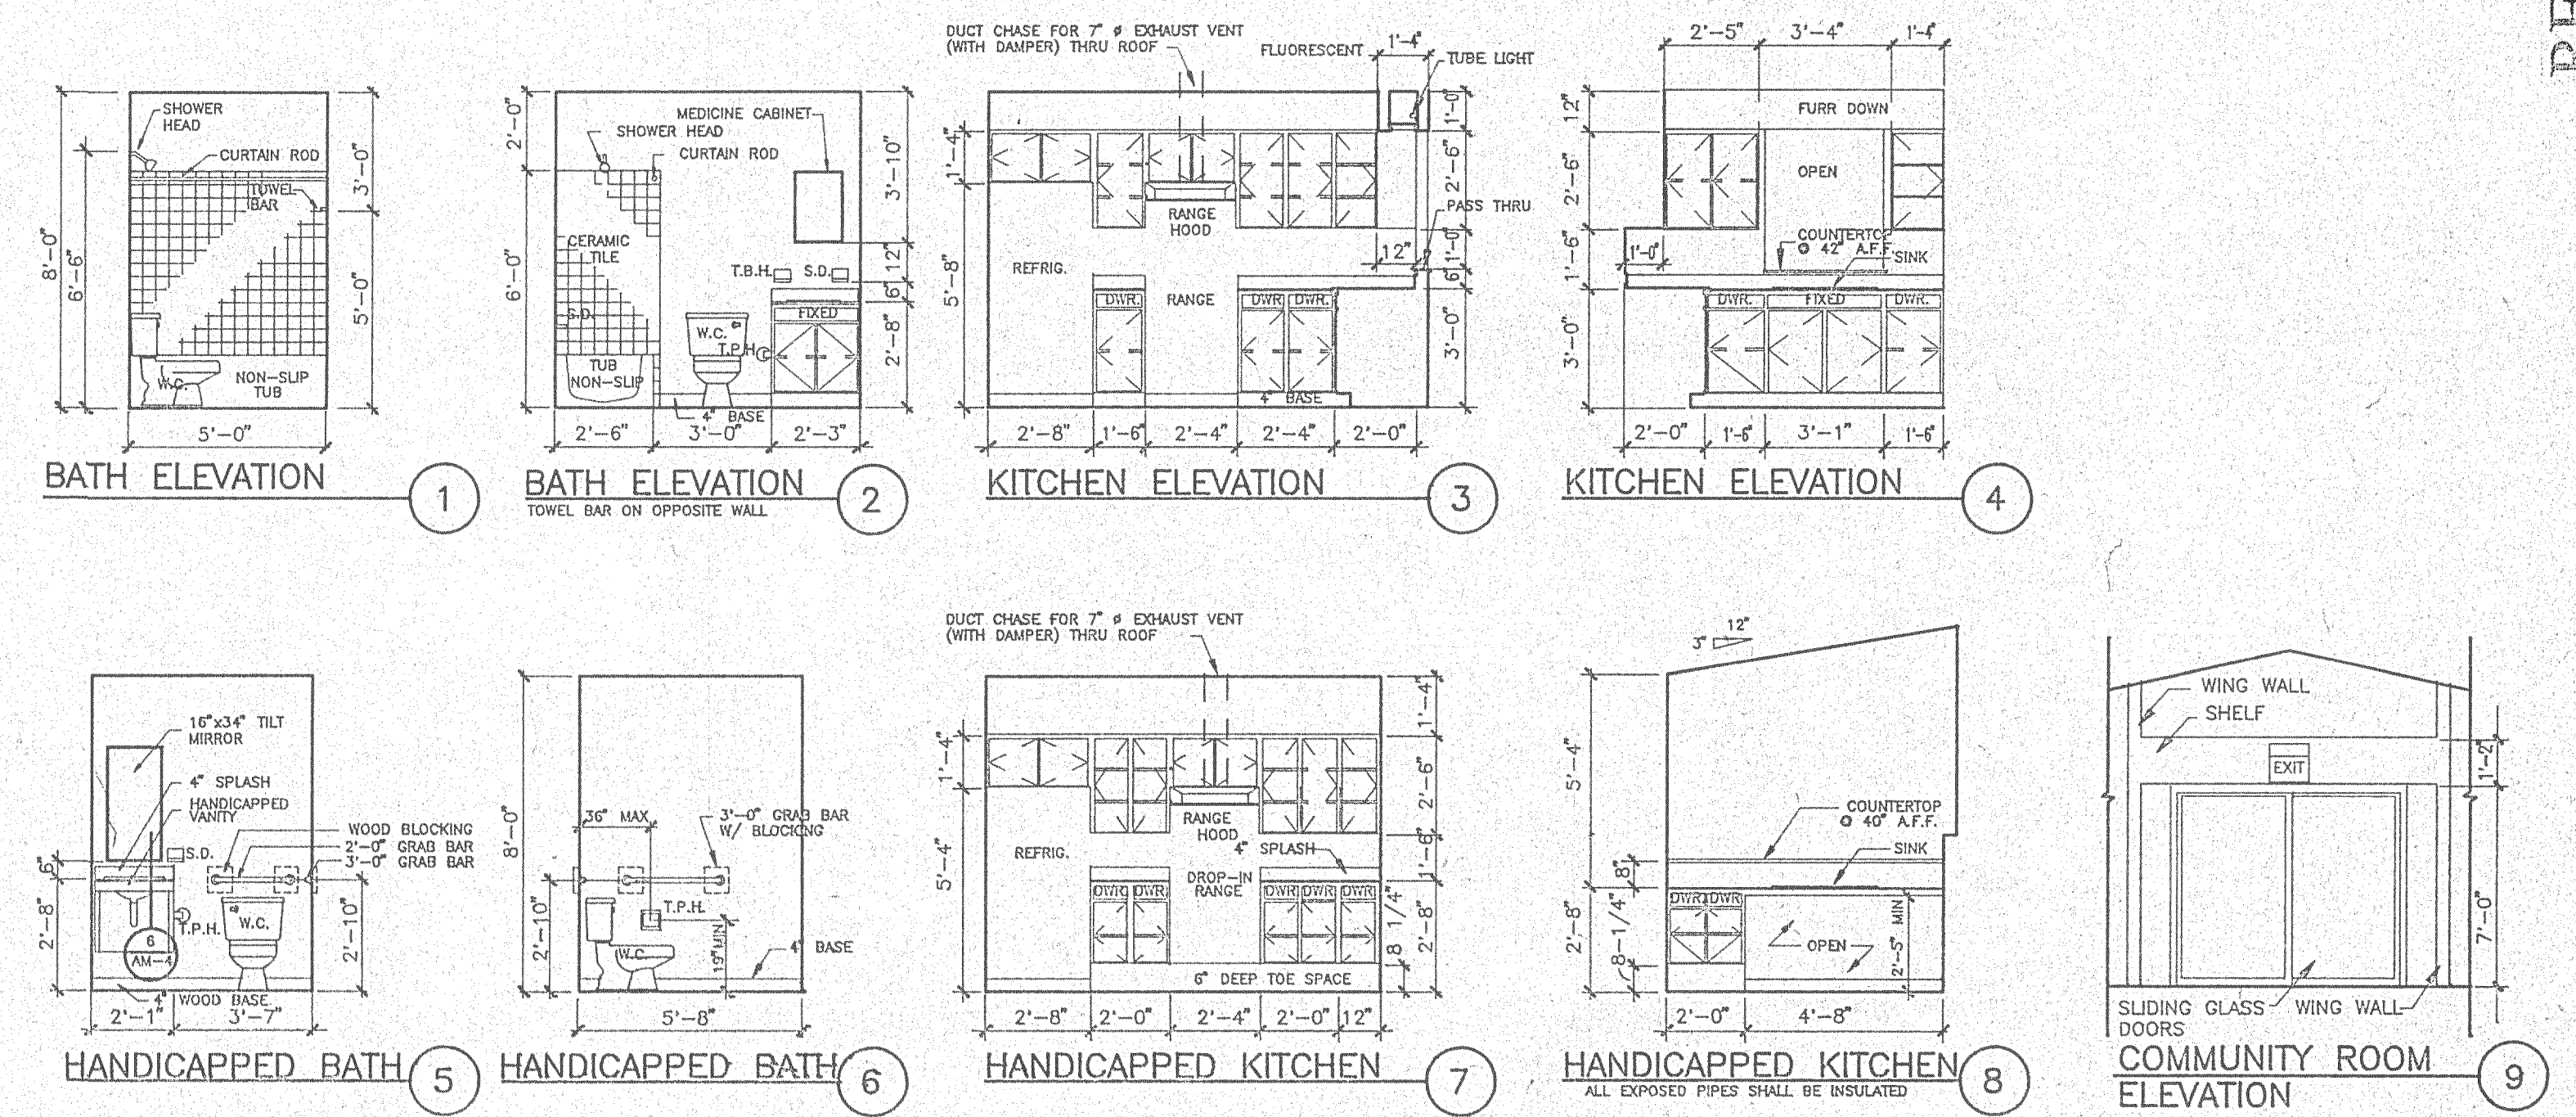 SHOWER
HEAD
CURTAIN ROD
TOWEL
BAR
W.C.
NON-SLIP
TUB
8'-0"
6'-6"
3'-0"
5'-0"
5'-0"
BATH ELEVATION
1
MEDICINE CABINET
SHOWER HEAD
CURTAIN ROD
CERAMIC
TILE
T.B.H.
S.D.
S.D.
FIXED
W.C.
T.P.H.
TUB
NON-SLIP
4" BASE
2'-0"
6'-0"
3'-10"
12"
6"
2'-8"
2'-6"
3'-0"
2'-3"
BATH ELEVATION
TOWEL BAR ON OPPOSITE WALL
2
DUCT CHASE FOR 7" ø EXHAUST VENT
(WITH DAMPER) THRU ROOF
FLUORESCENT
1'-4"
TUBE LIGHT
1'-0"
1'-4"
2'-6"
PASS THRU
RANGE
HOOD
12"
1'-0"
6"
REFRIG.
RANGE
5'-8"
DWR.
DWR.
DWR.
3'-0"
4" BASE
2'-8"
1'-6"
2'-4"
2'-4"
2'-0"
KITCHEN ELEVATION
3
2'-5"
3'-4"
1'-4"
12"
FURR DOWN
2'-6"
OPEN
COUNTERTO
@ 42" A.F.F.
SINK
1'-0"
1'-6"
DWR.
FIXED
DWR.
3'-0"
2'-0"
1'-6"
3'-1"
1'-6"
KITCHEN ELEVATION
4
16"x34" TILT
MIRROR
4" SPLASH
HANDICAPPED
VANITY
WOOD BLOCKING
2'-0" GRAB BAR
3'-0" GRAB BAR
S.D.
6"
2'-8"
T.P.H.
W.C.
6
AM-4
2'-10"
4" WOOD BASE
2'-1"
3'-7"
HANDICAPPED BATH
5
8'-0"
36" MAX
3'-0" GRAB BAR
W/ BLOCKING
2'-10"
T.P.H.
W.C.
19" MIN
4" BASE
5'-8"
HANDICAPPED BATH
6
DUCT CHASE FOR 7" ø EXHAUST VENT
(WITH DAMPER) THRU ROOF
1'-4"
1'-4"
2'-6"
RANGE
HOOD
4" SPLASH
1'-6"
REFRIG.
DROP-IN
RANGE
5'-4"
DWR
DWR
DWR
DWR
DWR
8 1/4"
2'-8"
6" DEEP TOE SPACE
2'-8"
2'-0"
2'-4"
2'-0"
12"
HANDICAPPED KITCHEN
7
12"
3"
5'-4"
COUNTERTOP
@ 40" A.F.F.
SINK
8"
2'-8"
8-1/4"
DWR
DWR
OPEN
2'-5" MIN
2'-0"
4'-8"
HANDICAPPED KITCHEN
ALL EXPOSED PIPES SHALL BE INSULATED
8
WING WALL
SHELF
EXIT
1'-2"
7'-0"
SLIDING GLASS
DOORS
WING WALL
COMMUNITY ROOM
ELEVATION
9